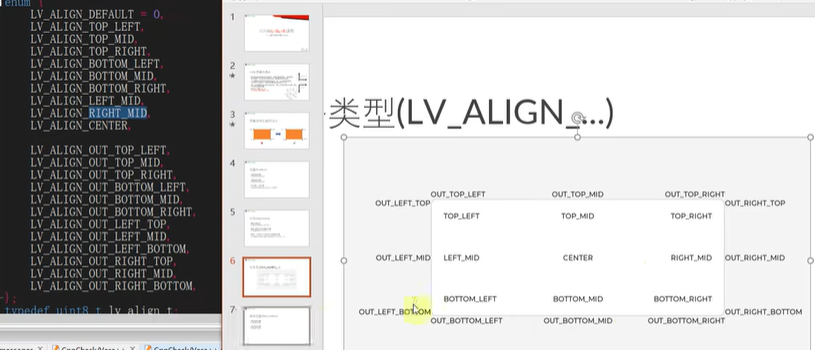 enum {
LV_ALIGN_DEFAULT = 0,
LV_ALIGN_TOP_LEFT,
LV_ALIGN_TOP_MID,
LV_ALIGN_TOP_RIGHT,
LV_ALIGN_BOTTOM_LEFT,
LV_ALIGN_BOTTOM_MID,
LV_ALIGN_BOTTOM_RIGHT,
LV_ALIGN_LEFT_MID,
LV_ALIGN_RIGHT_MID,
LV_ALIGN_CENTER,
LV_ALIGN_OUT_TOP_LEFT,
LV_ALIGN_OUT_TOP_MID,
LV_ALIGN_OUT_TOP_RIGHT,
LV_ALIGN_OUT_BOTTOM_LEFT,
LV_ALIGN_OUT_BOTTOM_MID,
LV_ALIGN_OUT_BOTTOM_RIGHT,
LV_ALIGN_OUT_LEFT_TOP,
LV_ALIGN_OUT_LEFT_MID,
LV_ALIGN_OUT_LEFT_BOTTOM,
LV_ALIGN_OUT_RIGHT_TOP,
LV_ALIGN_OUT_RIGHT_MID,
LV_ALIGN_OUT_RIGHT_BOTTOM,
};
typedef uint8_t lv_align_t;
1
2
3
4
5
6
7
类型(LV_ALIGN_...)
OUT_TOP_LEFT OUT_TOP_MID OUT_TOP_RIGHT
OUT_LEFT_TOP OUT_RIGHT_TOP
TOP_LEFT TOP_MID TOP_RIGHT
OUT_LEFT_MID LEFT_MID CENTER RIGHT_MID OUT_RIGHT_MID
BOTTOM_LEFT BOTTOM_MID BOTTOM_RIGHT
OUT_LEFT_BOTTOM OUT_RIGHT_BOTTOM
OUT_BOTTOM_LEFT OUT_BOTTOM_MID OUT_BOTTOM_RIGHT